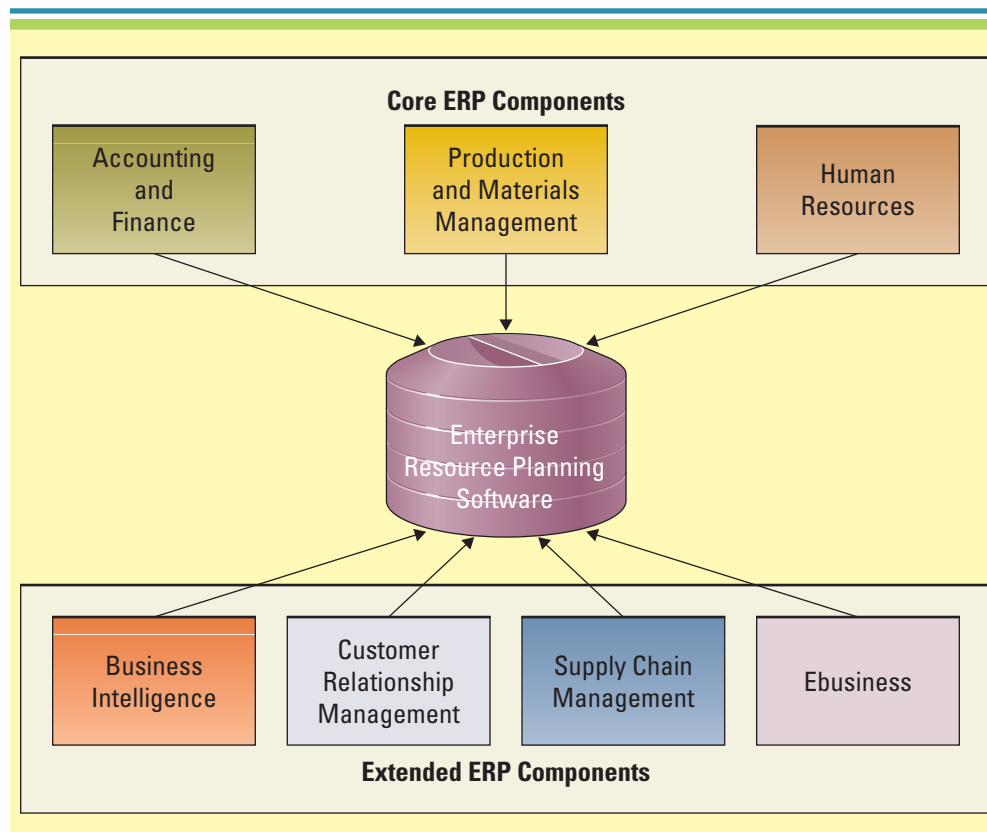 Core ERP Components
Accounting
and
Finance
Production
and Materials
Management
Human
Resources
Enterprise
Resource Planning
Software
Business
Intelligence
Customer
Relationship
Management
Supply Chain
Management
Ebusiness
Extended ERP Components